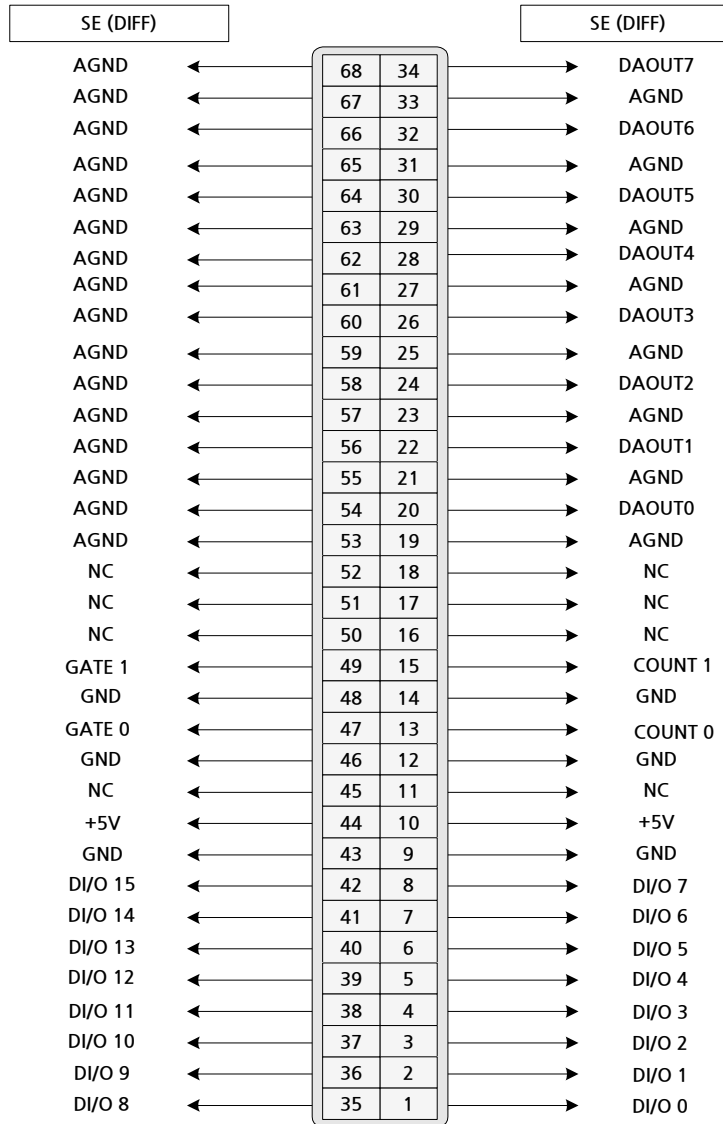 SE (DIFF) SE (DIFF)
AGND 68 34 DAOUT7
AGND 67 33 AGND
AGND 66 32 DAOUT6
AGND 65 31 AGND
AGND 64 30 DAOUT5
AGND 63 29 AGND
AGND 62 28 DAOUT4
AGND 61 27 AGND
AGND 60 26 DAOUT3
AGND 59 25 AGND
AGND 58 24 DAOUT2
AGND 57 23 AGND
AGND 56 22 DAOUT1
AGND 55 21 AGND
AGND 54 20 DAOUT0
AGND 53 19 AGND
NC 52 18 NC
NC 51 17 NC
NC 50 16 NC
GATE 1 49 15 COUNT 1
GND 48 14 GND
GATE 0 47 13 COUNT 0
GND 46 12 GND
NC 45 11 NC
+5V 44 10 +5V
GND 43 9 GND
DI/O 15 42 8 DI/O 7
DI/O 14 41 7 DI/O 6
DI/O 13 40 6 DI/O 5
DI/O 12 39 5 DI/O 4
DI/O 11 38 4 DI/O 3
DI/O 10 37 3 DI/O 2
DI/O 9 36 2 DI/O 1
DI/O 8 35 1 DI/O 0